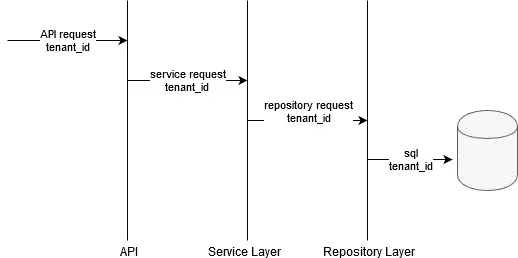 API request
tenant_id
service request
tenant_id
repository request
tenant_id
sql
tenant_id
API
Service Layer
Repository Layer